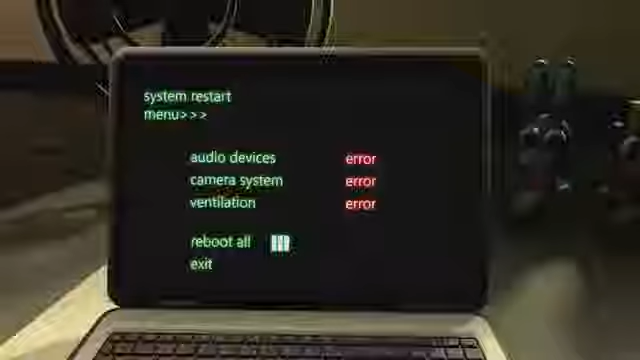 system restart
menu>>>
audio devices error
camera system error
ventilation error
reboot all
exit